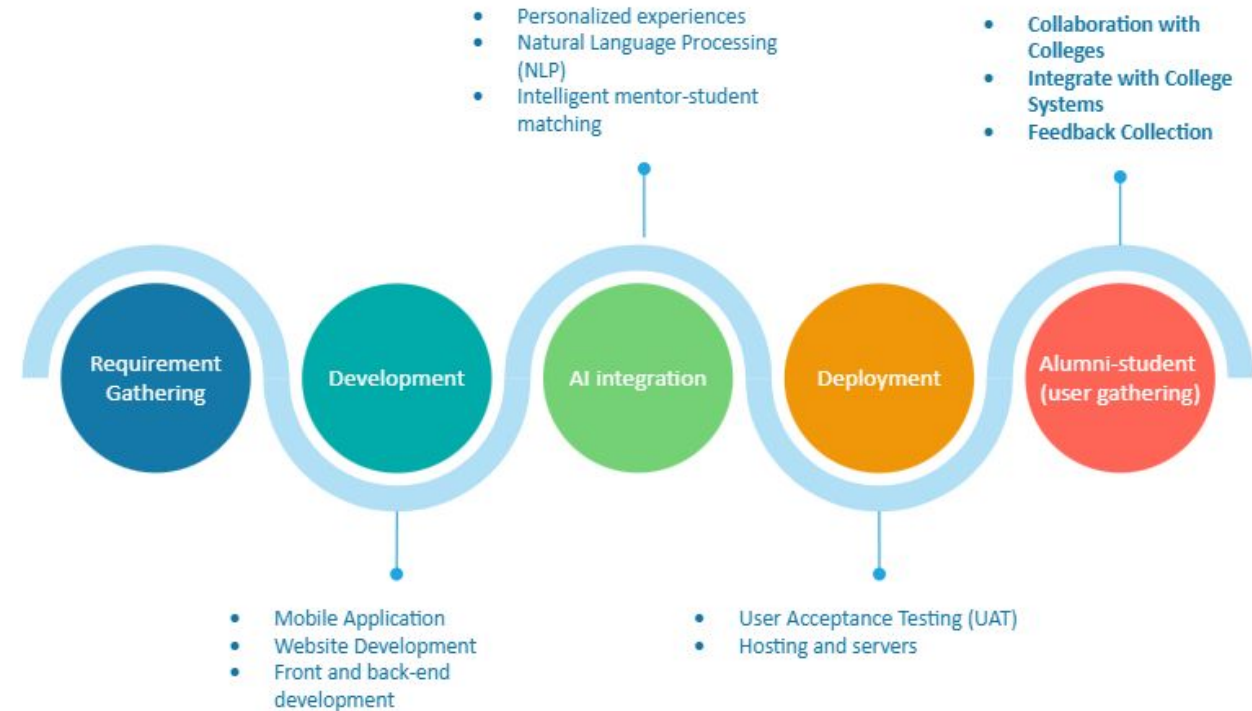 • Personalized experiences
• Natural Language Processing
(NLP)
• Intelligent mentor-student
matching
• Collaboration with
Colleges
• Integrate with College
Systems
• Feedback Collection
Requirement
Gathering
Development
AI integration
Deployment
Alumni-student
(user gathering)
• Mobile Application
• Website Development
• Front and back-end
development
• User Acceptance Testing (UAT)
• Hosting and servers